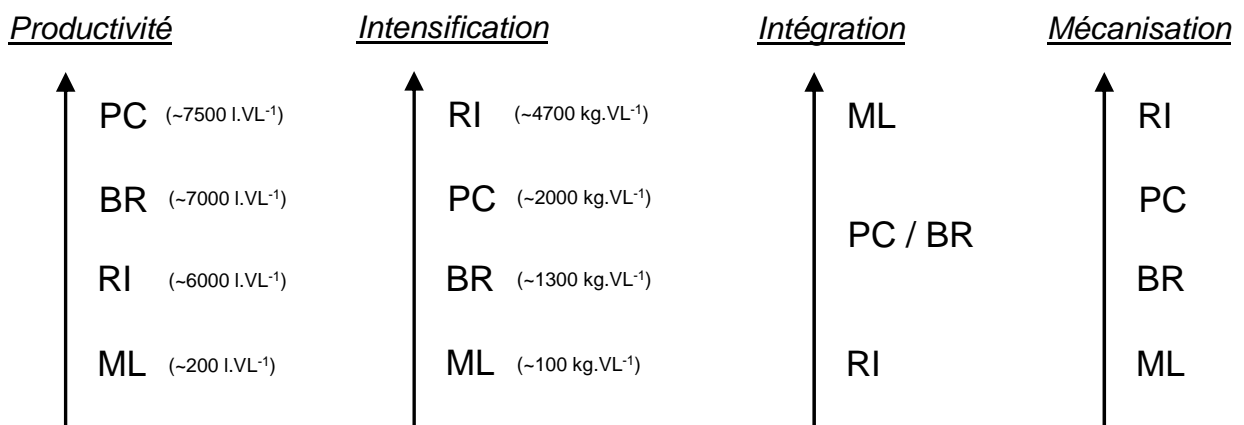 Productivité Intensification Intégration Mécanisation
PC (~7500 l.VL-1) RI (~4700 kg.VL-1) ML RI
BR (~7000 l.VL-1) PC (~2000 kg.VL-1) PC
PC / BR
RI (~6000 l.VL-1) BR (~1300 kg.VL-1) BR
ML (~200 l.VL-1) ML (~100 kg.VL-1) RI ML